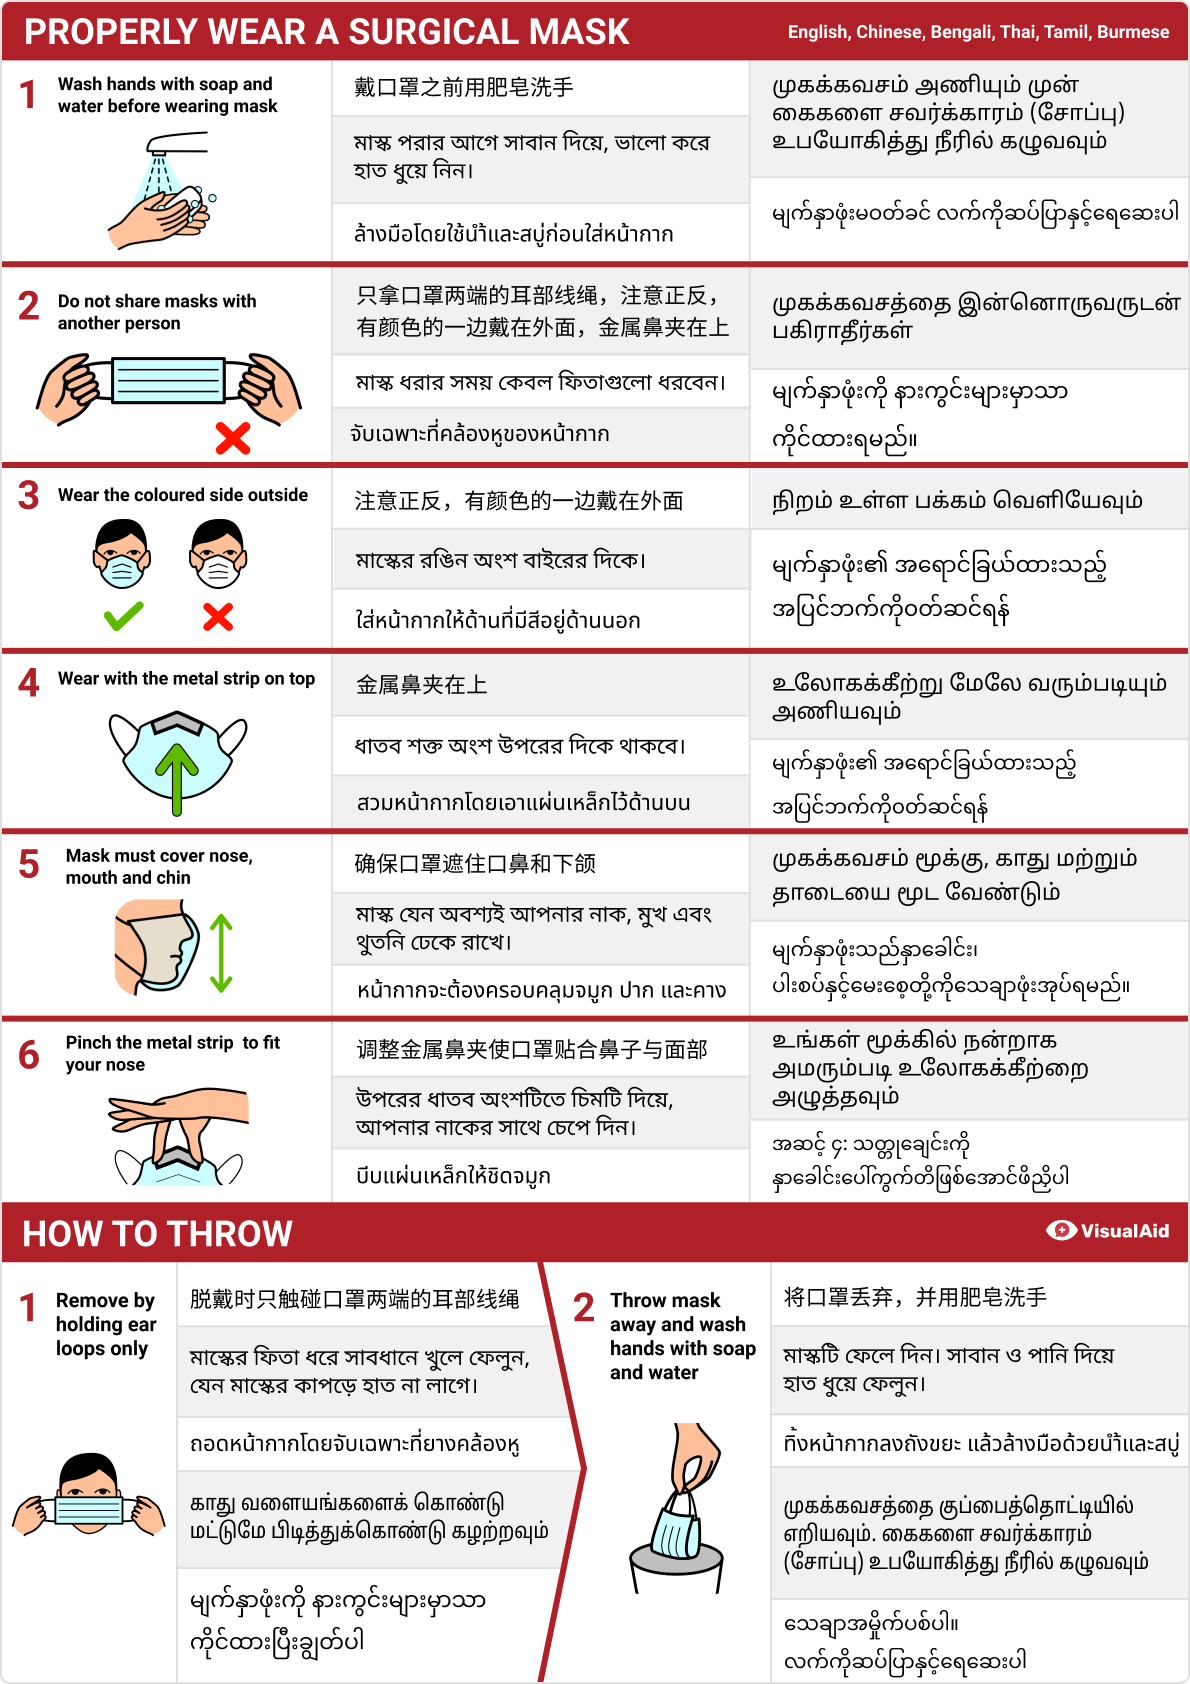 PROPERLY WEAR A SURGICAL MASK
English, Chinese, Bengali, Thai, Tamil, Burmese
1
Wash hands with soap and
water before wearing mask
戴口罩之前用肥皂洗手
মাস্ক পরার আগে সাবান দিয়ে, ভালো করে
হাত ধুয়ে নিন।
ล้างมือโดยใช้น้ำและสบู่ก่อนใส่หน้ากาก
முகக்கவசம் அணியும் முன்
கைகளை சவர்க்காரம் (சோப்பு)
உபயோகித்து நீரில் கழுவவும்
မျက်နှာဖုံးမဝတ်ခင် လက်ကိုဆပ်ပြာနှင့်ရေဆေးပါ
2
Do not share masks with
another person
只拿口罩两端的耳部线绳，注意正反，
有颜色的一边戴在外面，金属鼻夹在上
মাস্ক ধরার সময় কেবল ফিতাগুলো ধরবেন।
จับเฉพาะที่คล้องหูของหน้ากาก
முகக்கவசத்தை இன்னொருவருடன்
பகிராதீர்கள்
မျက်နှာဖုံးကို နားကွင်းများမှာသာ
ကိုင်ထားရမည်။
3
Wear the coloured side outside
注意正反，有颜色的一边戴在外面
মাস্কের রঙিন অংশ বাইরের দিকে।
ใส่หน้ากากให้ด้านที่มีสีอยู่ด้านนอก
நிறம் உள்ள பக்கம் வெளியேவும்
မျက်နှာဖုံး၏ အရောင်ခြယ်ထားသည့်
အပြင်ဘက်ကိုဝတ်ဆင်ရန်
4
Wear with the metal strip on top
金属鼻夹在上
ধাতব শক্ত অংশ উপরের দিকে থাকবে।
สวมหน้ากากโดยเอาแผ่นเหล็กไว้ด้านบน
உலோகக்கீற்று மேலே வரும்படியும்
அணியவும்
မျက်နှာဖုံး၏ အရောင်ခြယ်ထားသည့်
အပြင်ဘက်ကိုဝတ်ဆင်ရန်
5
Mask must cover nose,
mouth and chin
确保口罩遮住口鼻和下颌
মাস্ক যেন অবশ্যই আপনার নাক, মুখ এবং
থুতনি ঢেকে রাখে।
หน้ากากจะต้องครอบคลุมจมูก ปาก และคาง
முகக்கவசம் மூக்கு, காது மற்றும்
தாடையை மூட வேண்டும்
မျက်နှာဖုံးသည်နှာခေါင်း၊
ပါးစပ်နှင့်မေးစေ့တို့ကိုသေချာဖုံးအုပ်ရမည်။
6
Pinch the metal strip to fit
your nose
调整金属鼻夹使口罩贴合鼻子与面部
উপরের ধাতব অংশটিতে চিমটি দিয়ে,
আপনার নাকের সাথে চেপে দিন।
บีบแผ่นเหล็กให้ชิดจมูก
உங்கள் மூக்கில் நன்றாக
அமரும்படி உலோகக்கீற்றை
அழுத்தவும்
အဆင့် ၄: သတ္တုချောင်းကို
နှာခေါင်းပေါ်ကွက်တိဖြစ်အောင်ဖိညှိပါ
HOW TO THROW
VisualAid
1
Remove by
holding ear
loops only
脱戴时只触碰口罩两端的耳部线绳
মাস্কের ফিতা ধরে সাবধানে খুলে ফেলুন,
যেন মাস্কের কাপড়ে হাত না লাগে।
ถอดหน้ากากโดยจับเฉพาะที่ยางคล้องหู
காது வளையங்களைக் கொண்டு
மட்டுமே பிடித்துக்கொண்டு கழற்றவும்
မျက်နှာဖုံးကို နားကွင်းများမှာသာ
ကိုင်ထားပြီးချွတ်ပါ
2
Throw mask
away and wash
hands with soap
and water
将口罩丢弃，并用肥皂洗手
মাস্কটি ফেলে দিন। সাবান ও পানি দিয়ে
হাত ধুয়ে ফেলুন।
ทิ้งหน้ากากลงถังขยะ แล้วล้างมือด้วยน้ำและสบู่
முகக்கவசத்தை குப்பைத்தொட்டியில்
எறியவும். கைகளை சவர்க்காரம்
(சோப்பு) உபயோகித்து நீரில் கழுவவும்
သေချာအမှိုက်ပစ်ပါ။
လက်ကိုဆပ်ပြာနှင့်ရေဆေးပါ